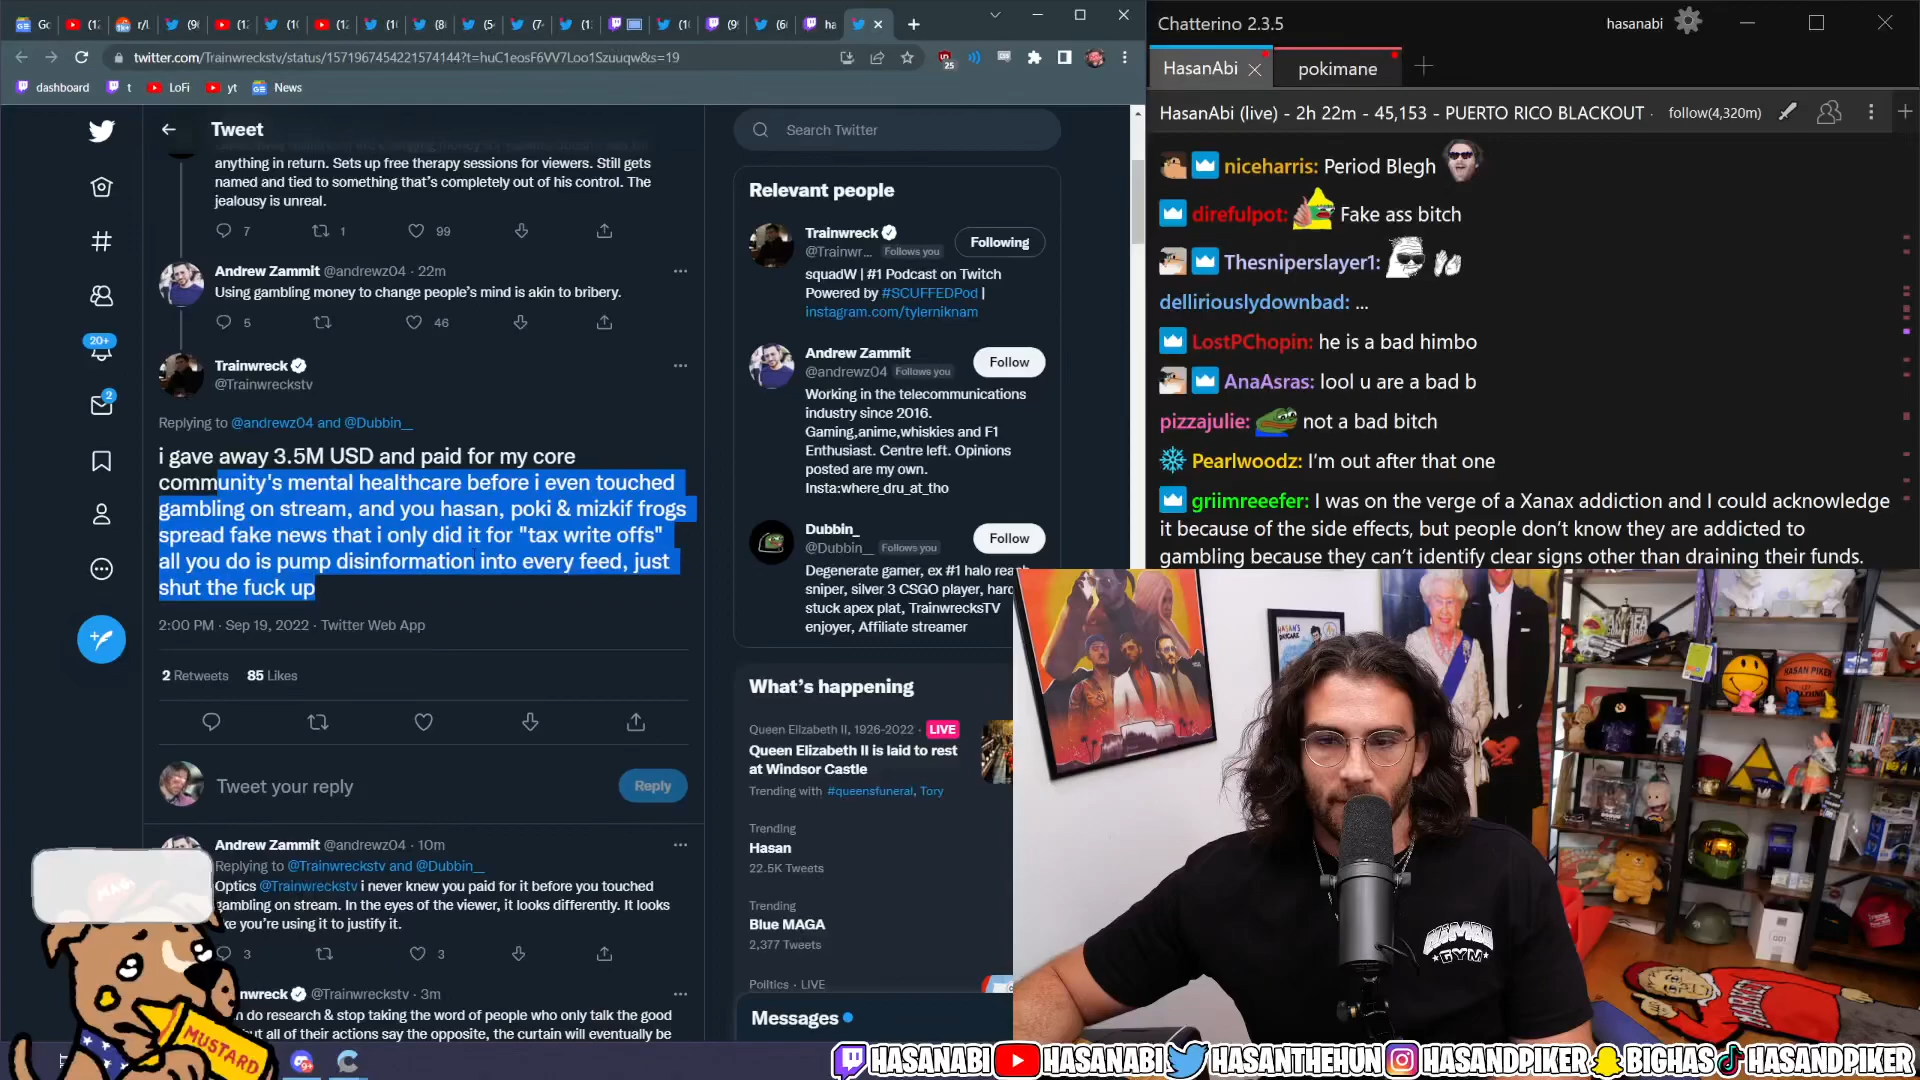 twitter.com/Trainwreckstv/status/1571967454221574144?t=huC1eosF6VV7Loo1Szuuqw&s=19
dashboard
t
LoFi
yt
News
Tweet
anything in return. Sets up free therapy sessions for viewers. Still gets
named and tied to something that's completely out of his control. The
jealousy is unreal.
7 1 99
Andrew Zammit @andrewz04 · 22m
Using gambling money to change people's mind is akin to bribery.
5 46
20+
2
Trainwreck
@Trainwreckstv
Replying to @andrewz04 and @Dubbin__
i gave away 3.5M USD and paid for my core
community's mental healthcare before i even touched
gambling on stream, and you hasan, poki & mizkif frogs
spread fake news that i only did it for "tax write offs"
all you do is pump disinformation into every feed, just
shut the fuck up
2:00 PM · Sep 19, 2022 · Twitter Web App
2 Retweets 85 Likes
Tweet your reply
Reply
Andrew Zammit @andrewz04 · 10m
Replying to @Trainwreckstv and @Dubbin__
Optics @Trainwreckstv i never knew you paid for it before you touched
gambling on stream. In the eyes of the viewer, it looks differently. It looks
you're using it to justify it.
3 3
@Trainwreckstv · 3m
do research & stop taking the word of people who only talk the good
all of their actions say the opposite, the curtain will eventually be
MUSTARD
Search Twitter
Relevant people
Trainwreck
@Trainwr... Follows you
Following
squadW | #1 Podcast on Twitch
Powered by #SCUFFEDPod |
instagram.com/tylerniknam
Andrew Zammit
@andrewz04 Follows you
Follow
Working in the telecommunications
industry since 2016.
Gaming,anime,whiskies and F1
Enthusiast. Centre left. Opinions
posted are my own.
Insta:where_dru_at_tho
Dubbin_
@Dubbin__ Follows you
Follow
Degenerate gamer, ex #1 halo reach
sniper, silver 3 CSGO player,
stuck apex plat, TrainwrecksTV
enjoyer, Affiliate streamer
What's happening
Queen Elizabeth II, 1926-2022 · LIVE
Queen Elizabeth II is laid to rest
at Windsor Castle
Trending with #queensfuneral, Tory
Trending
Hasan
22.5K Tweets
Trending
Blue MAGA
2,377 Tweets
Politics · LIVE
Messages
Chatterino 2.3.5
hasanabi
HasanAbi
pokimane
HasanAbi (live) - 2h 22m - 45,153 - PUERTO RICO BLACKOUT
follow(4,320m)
niceharris: Period Blegh
direfulpot: Fake ass bitch
Thesniperslayer1:
delliriouslydownbad: ...
LostPChopin: he is a bad himbo
AnaAsras: lool u are a bad b
pizzajulie: not a bad bitch
Pearlwoodz: I'm out after that one
griimreeefer: I was on the verge of a Xanax addiction and I could acknowledge
it because of the side effects, but people don't know they are addicted to
gambling because they can't identify clear signs other than draining their funds.
HASAN PIKER
HIMBO
GYM
HASANABI HASANABI HASANTHEHUN HASANDPIKER BIGHAS HASANDPIKER